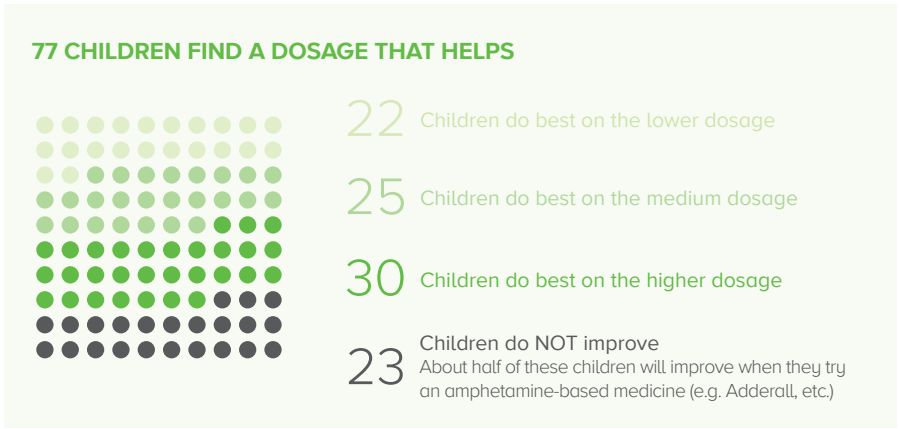 77 CHILDREN FIND A DOSAGE THAT HELPS
22 Children do best on the lower dosage
25 Children do best on the medium dosage
30 Children do best on the higher dosage
23 Children do NOT improve
About half of these children will improve when they try
an amphetamine-based medicine (e.g. Adderall, etc.)